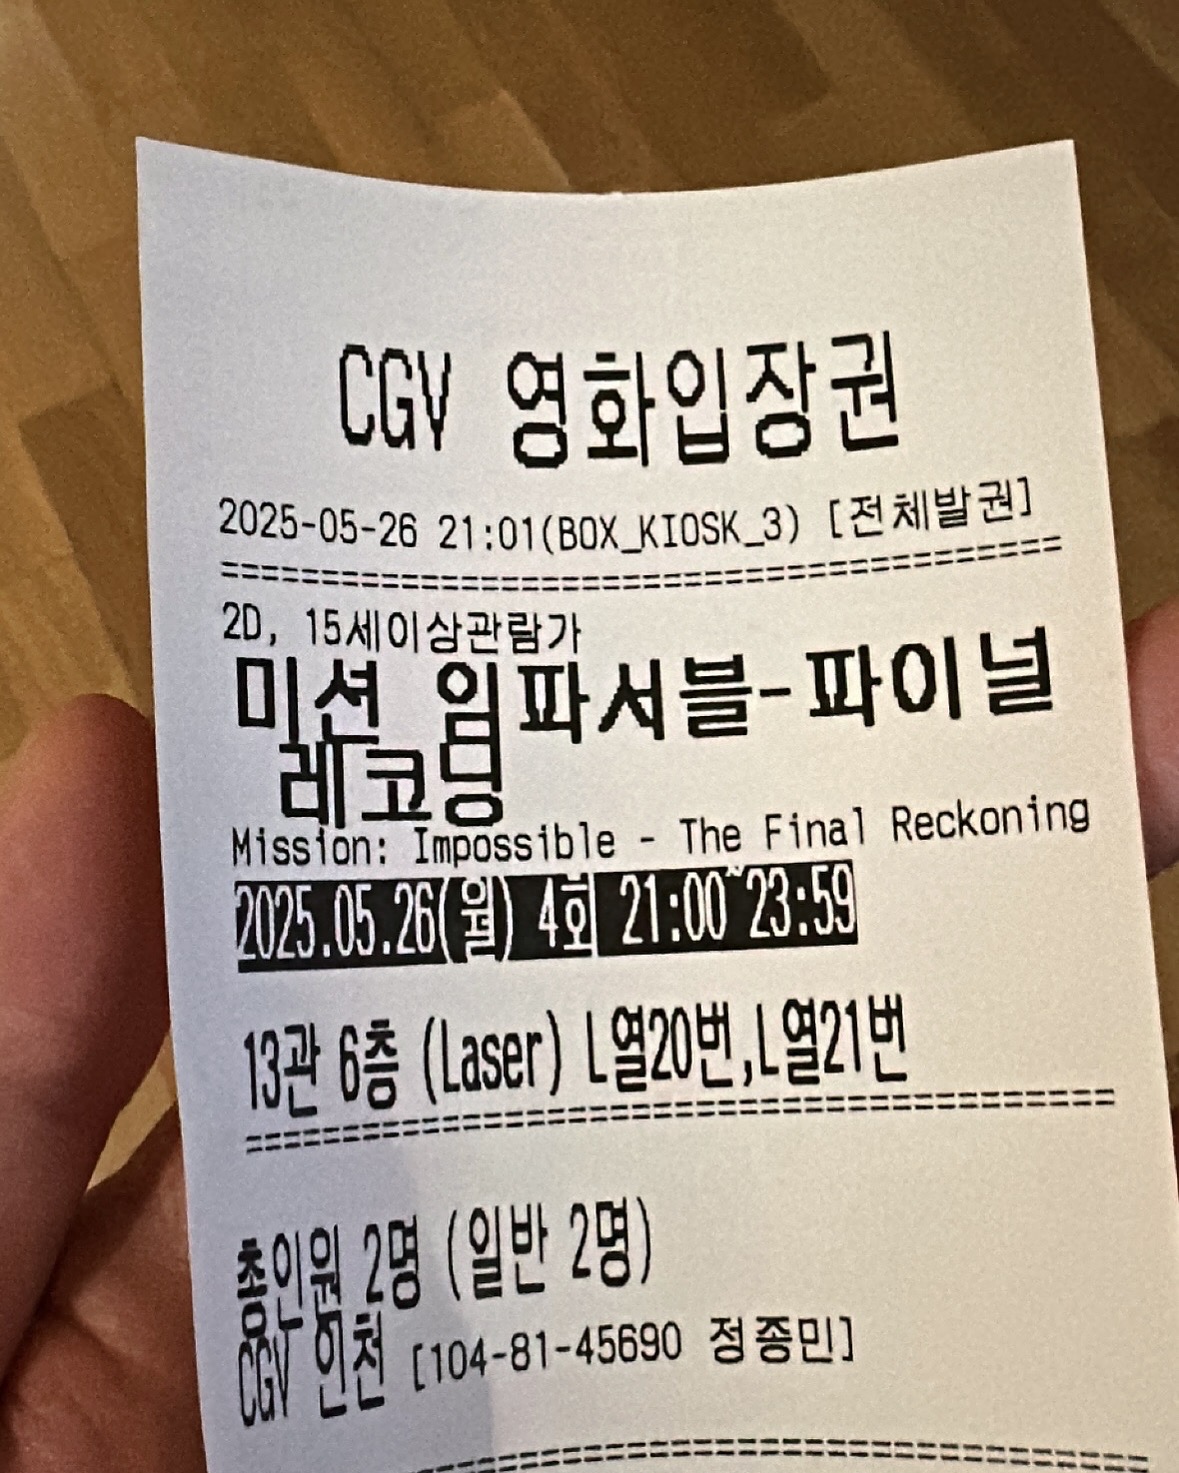 CGV 영화입장권
2025-05-26 21:01(BOX_KIOSK_3) [전체발권]
=========================================
2D, 15세이상관람가
미션 임파서블-파이널
레코닝
Mission: Impossible - The Final Reckoning
2025.05.26(월) 4회 21:00~23:59
13관 6층 (Laser) L열20번,L열21번
=========================================
총인원 2명 (일반 2명)
CGV 인천 [104-81-45690 정종민]
=========================================